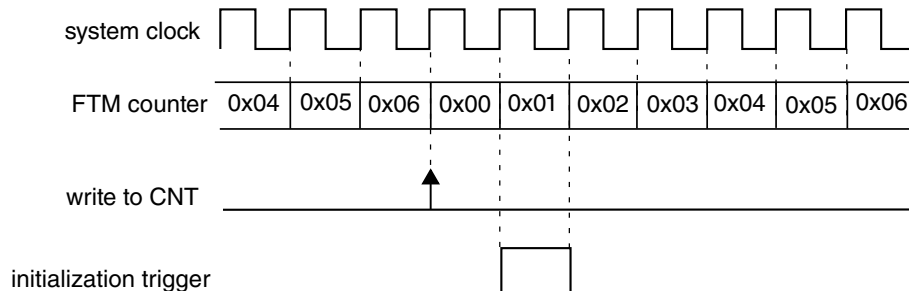 system clock
FTM counter 0x04 0x05 0x06 0x00 0x01 0x02 0x03 0x04 0x05 0x06
write to CNT
initialization trigger